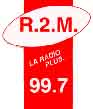 R.2.M.
LA RADIO
PLUS.
99.7